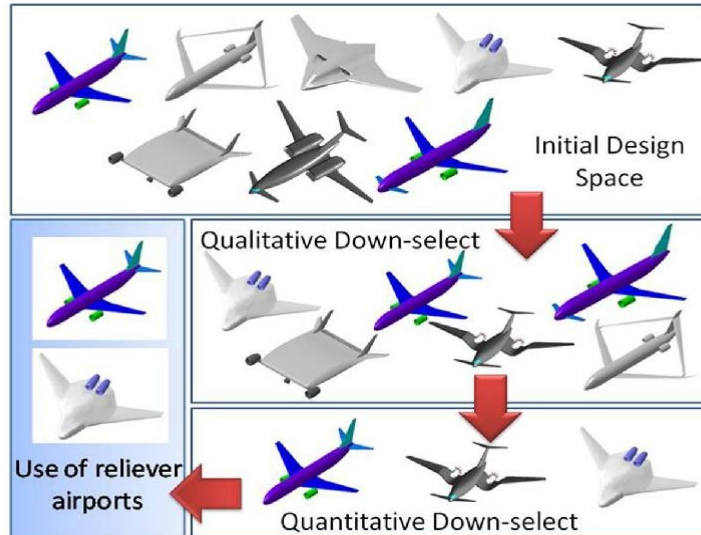 Initial Design
Space
Qualitative Down-select
Use of reliever
airports
Quantitative Down-select